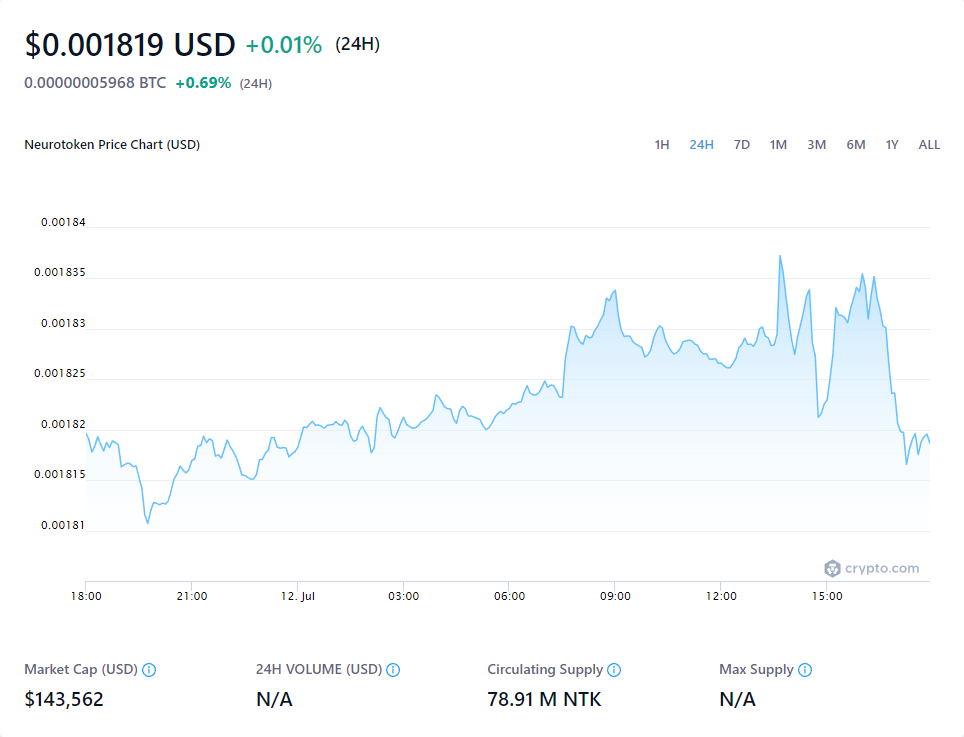 $0.001819 USD +0.01% (24H)
0.00000005968 BTC +0.69% (24H)
Neurotoken Price Chart (USD) 1H 24H 7D 1M 3M 6M 1Y ALL
0.00184
0.001835
0.00183
0.001825
0.00182
0.001815
0.00181
crypto.com
18:00 21:00 12. Jul 03:00 06:00 09:00 12:00 15:00
Market Cap (USD) 24H VOLUME (USD) Circulating Supply Max Supply
$143,562 N/A 78.91 M NTK N/A